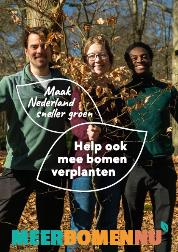 Maak
Nederland
sneller groen
Help ook
mee bomen
verplanten
MEERBOMENNU